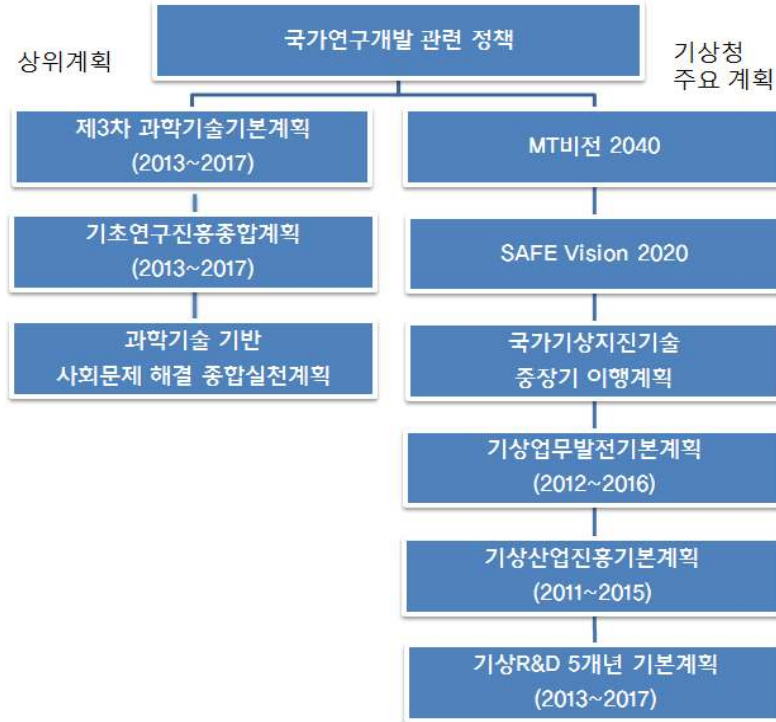 국가연구개발 관련 정책
상위계획
기상청
주요 계획
제3차 과학기술기본계획
(2013~2017)
기초연구진흥종합계획
(2013~2017)
과학기술 기반
사회문제 해결 종합실천계획
MT비전 2040
SAFE Vision 2020
국가기상지진기술
중장기 이행계획
기상업무발전기본계획
(2012~2016)
기상산업진흥기본계획
(2011~2015)
기상R&D 5개년 기본계획
(2013~2017)